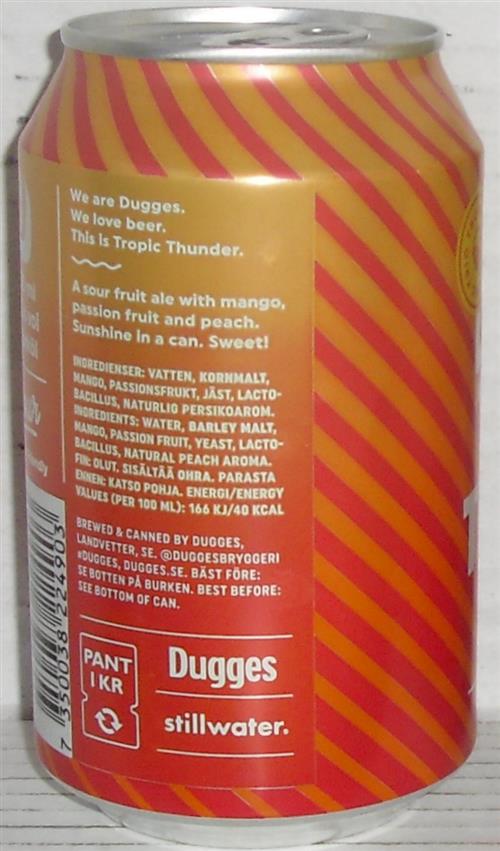 We are Dugges.
We love beer.
This Is Tropic Thunder.
A sour fruit ale with mango,
passion fruit and peach.
Sunshine in a can. Sweet!
INGREDIENSER: VATTEN, KORNMALT,
MANGO, PASSIONSFRUKT, JÄST, LACTO-
BACILLUS, NATURLIG PERSIKOAROM.
INGREDIENTS: WATER, BARLEY MALT,
MANGO, PASSION FRUIT, YEAST, LACTO-
BACILLUS, NATURAL PEACH AROMA.
FIN: OLUT. SISÄLTÄÄ OHRA. PARASTA
ENNEN: KATSO POHJA. ENERGI/ENERGY
VALUES (PER 100 ML): 166 KJ/40 KCAL
BREWED & CANNED BY DUGGES,
LANDVETTER, SE. @DUGGESBRYGGERI
#DUGGES, DUGGES.SE. BÄST FÖRE:
SE BOTTEN PÅ BURKEN. BEST BEFORE:
SEE BOTTOM OF CAN.
PANT
1 KR
Dugges
stillwater.
7 350038 224903